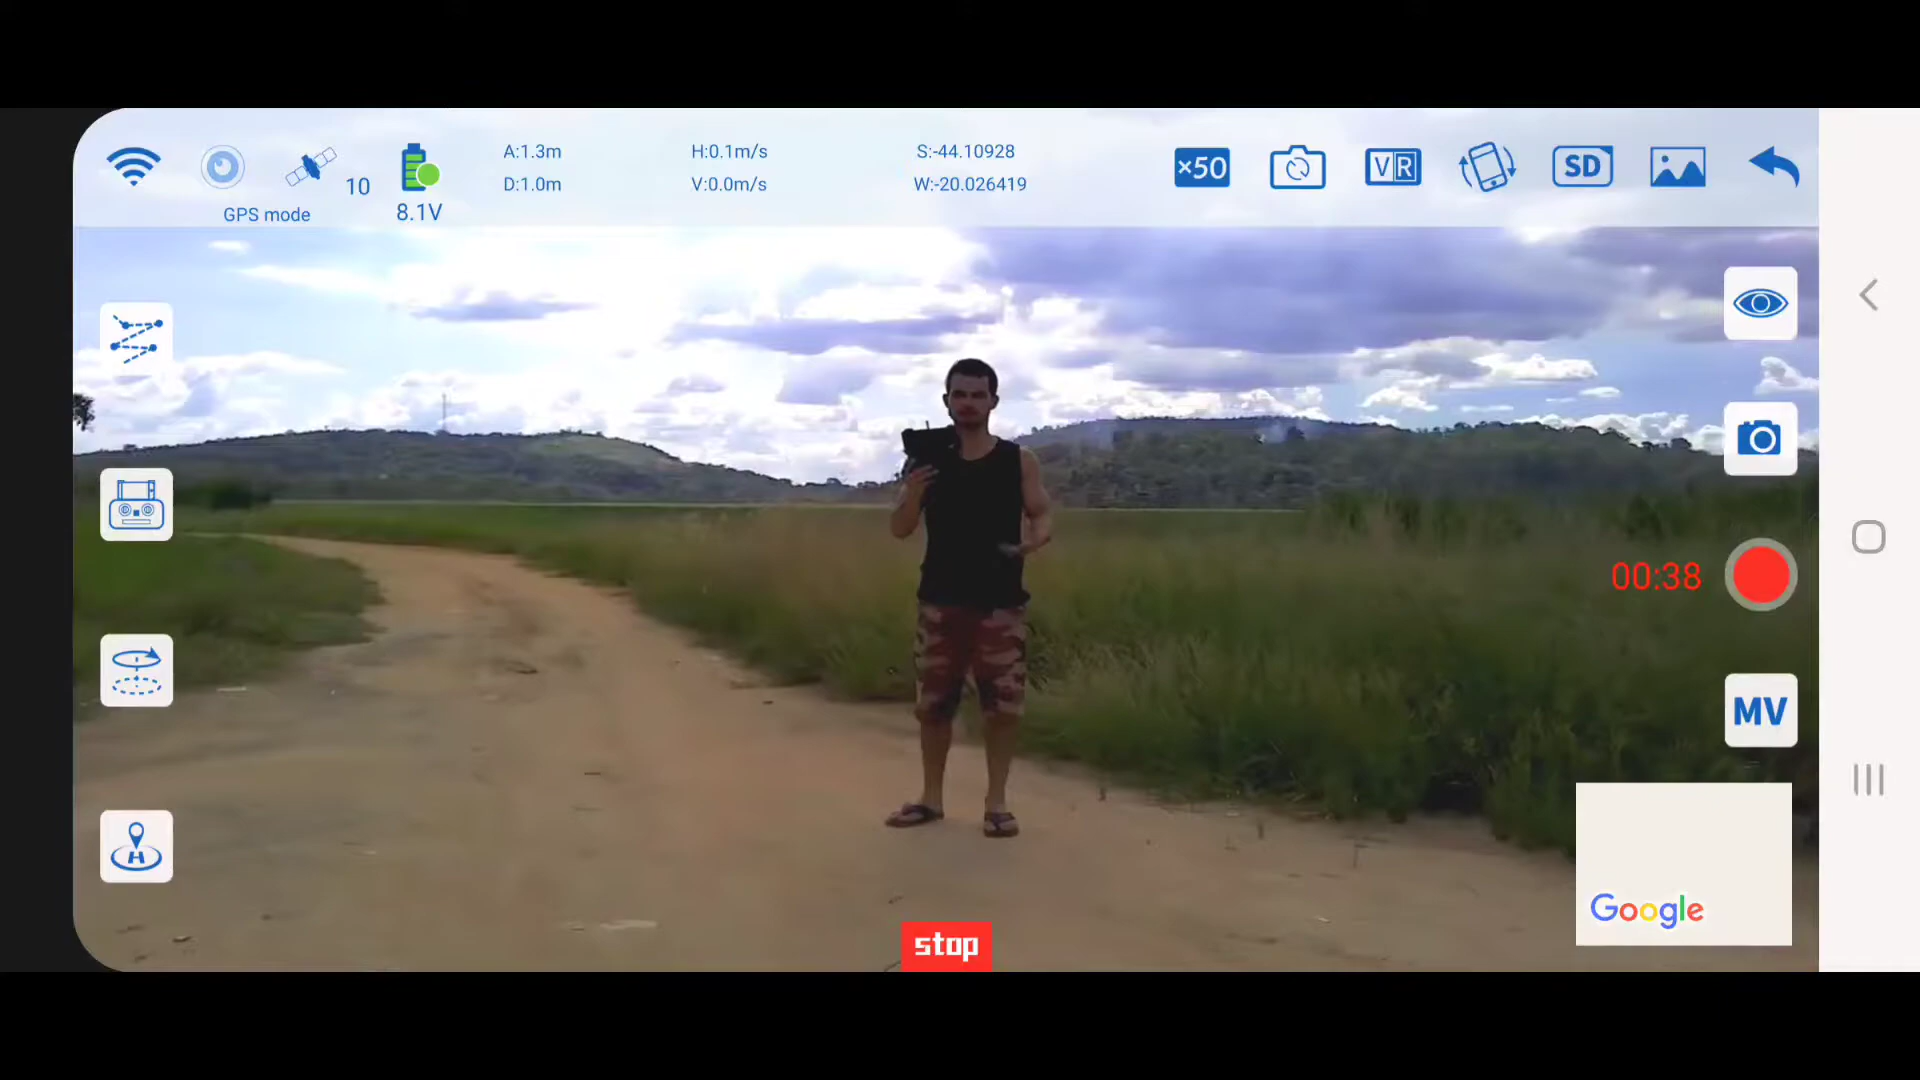 GPS mode
10
8.1V
A:1.3m
D:1.0m
H:0.1m/s
V:0.0m/s
S:-44.10928
W:-20.026419
×50
VR
SD
00:38
MV
H
Google
stop